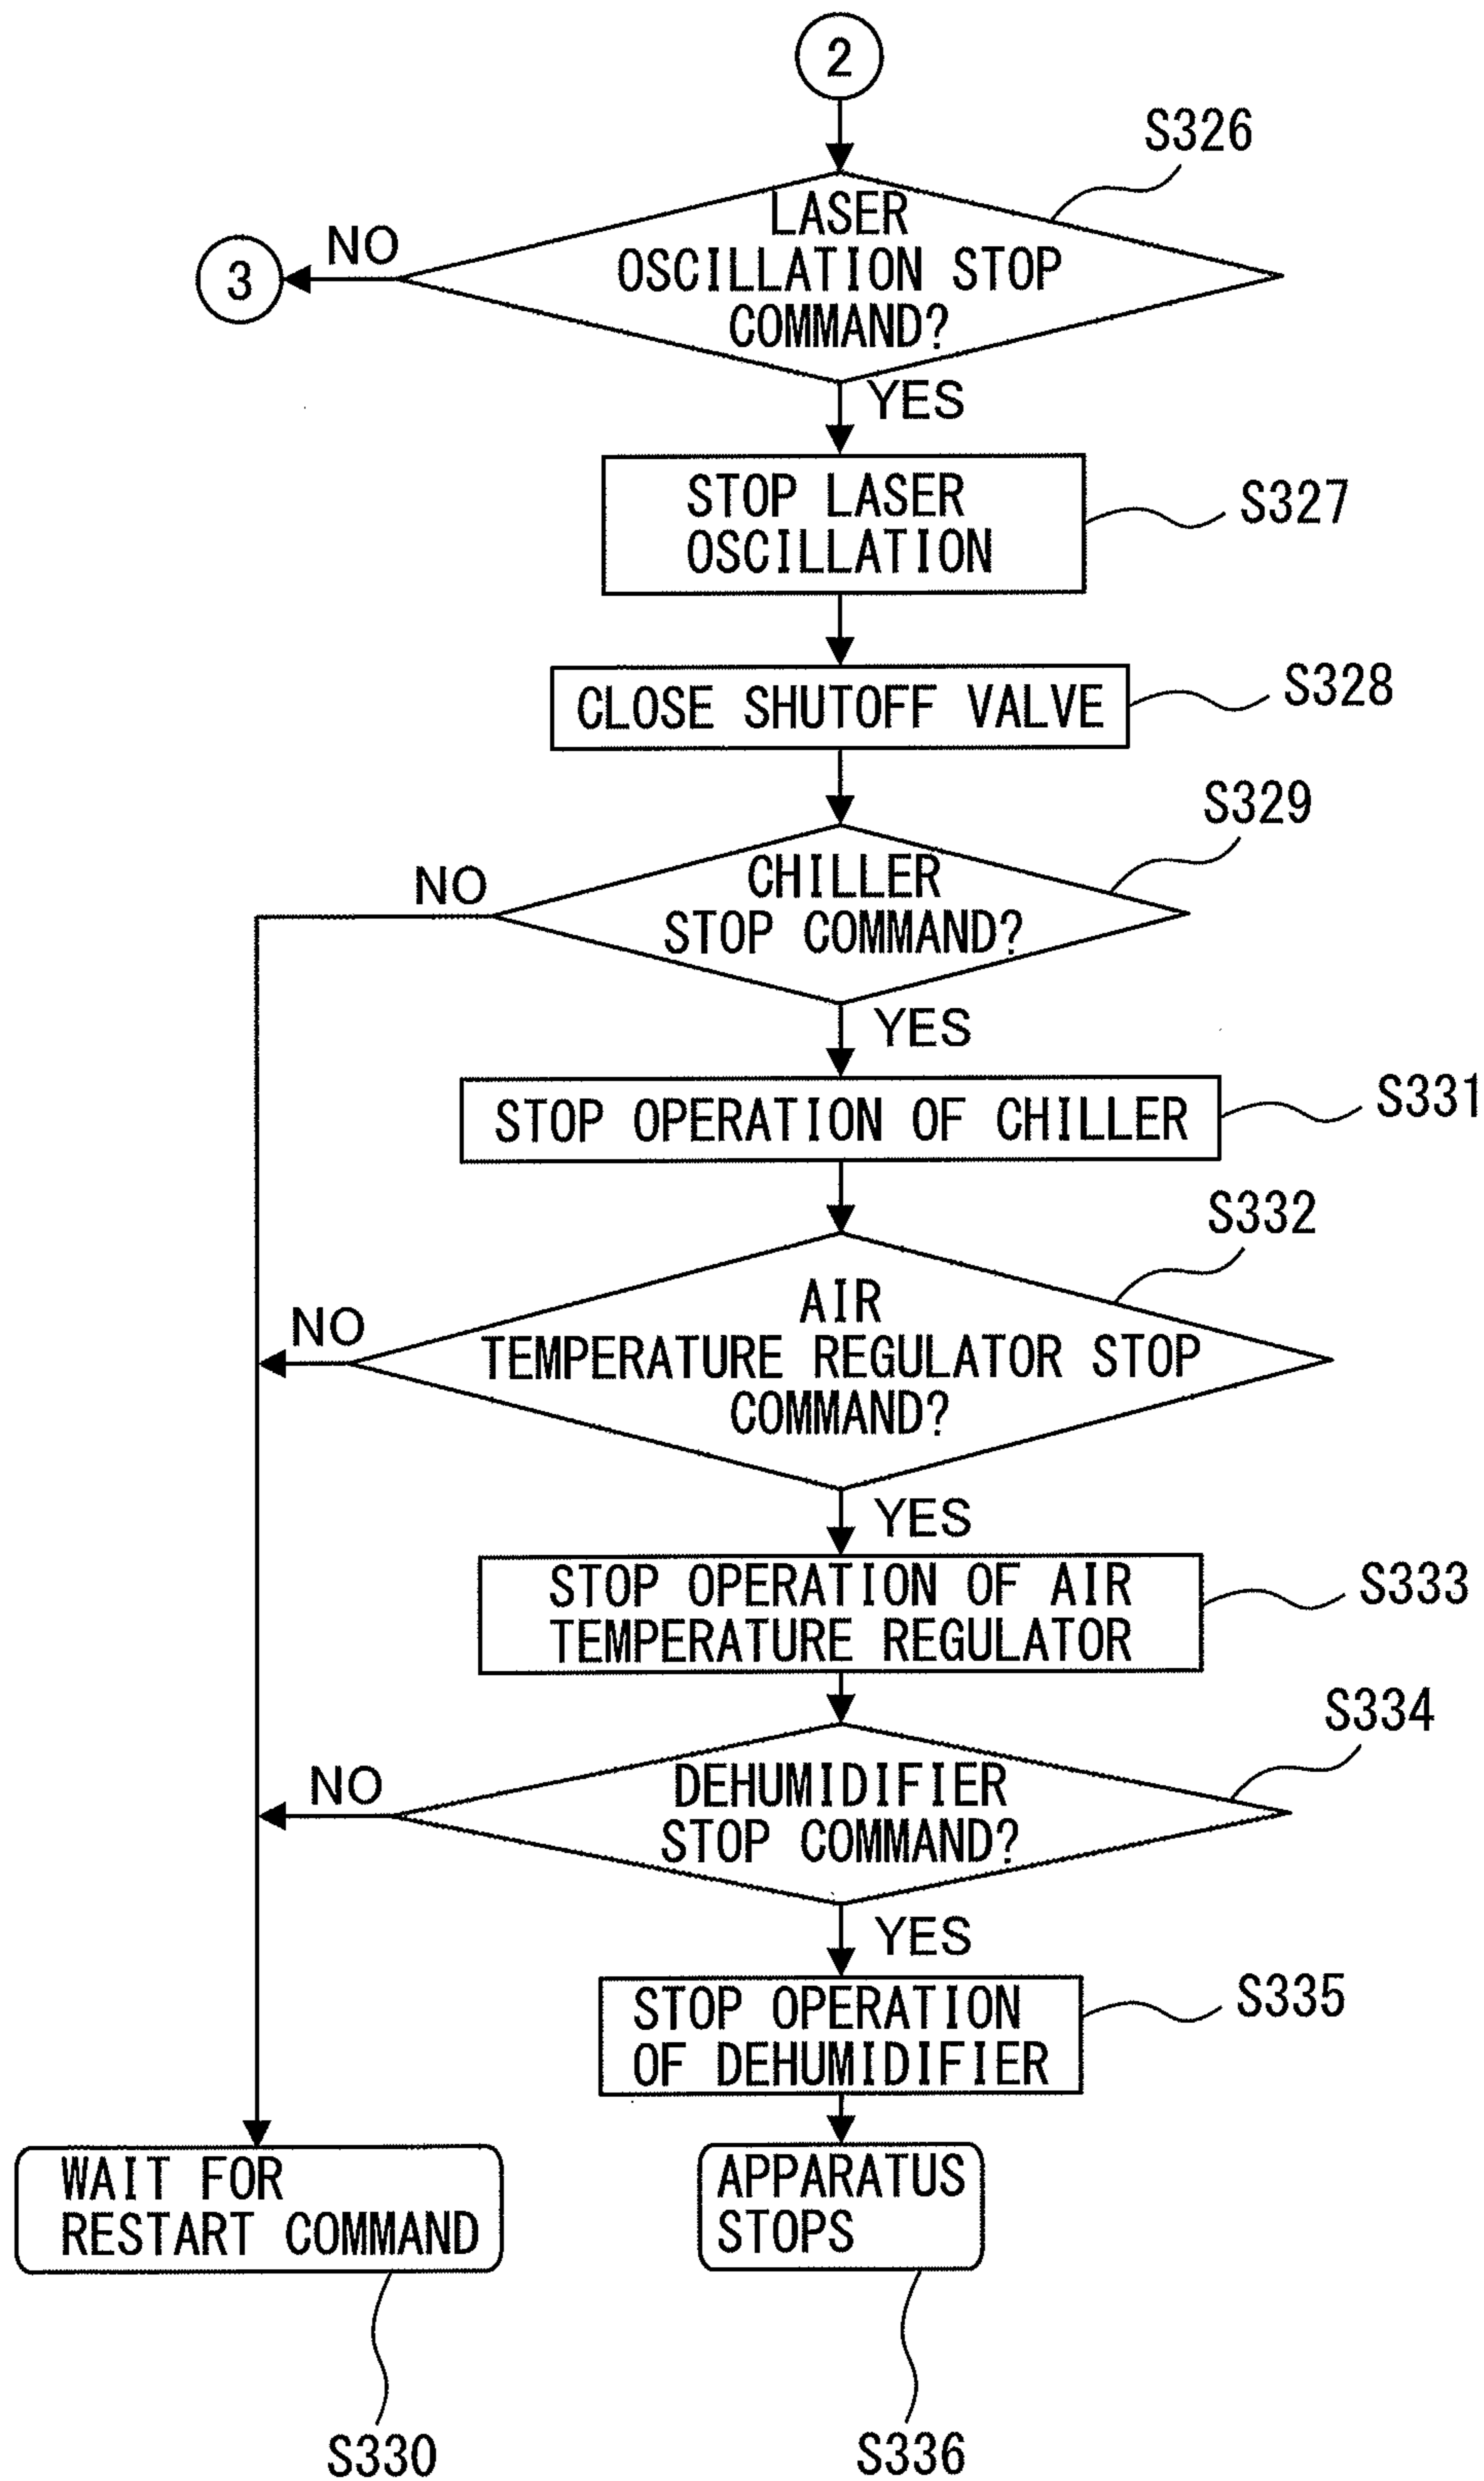 2
S326
LASER
OSCILLATION STOP
COMMAND?
NO
3
YES
STOP LASER
OSCILLATION
S327
CLOSE SHUTOFF VALVE
S328
S329
CHILLER
STOP COMMAND?
NO
YES
STOP OPERATION OF CHILLER
S331
S332
AIR
TEMPERATURE REGULATOR STOP
COMMAND?
NO
YES
STOP OPERATION OF AIR
TEMPERATURE REGULATOR
S333
S334
DEHUMIDIFIER
STOP COMMAND?
NO
YES
STOP OPERATION
OF DEHUMIDIFIER
S335
WAIT FOR
RESTART COMMAND
APPARATUS
STOPS
S330
S336